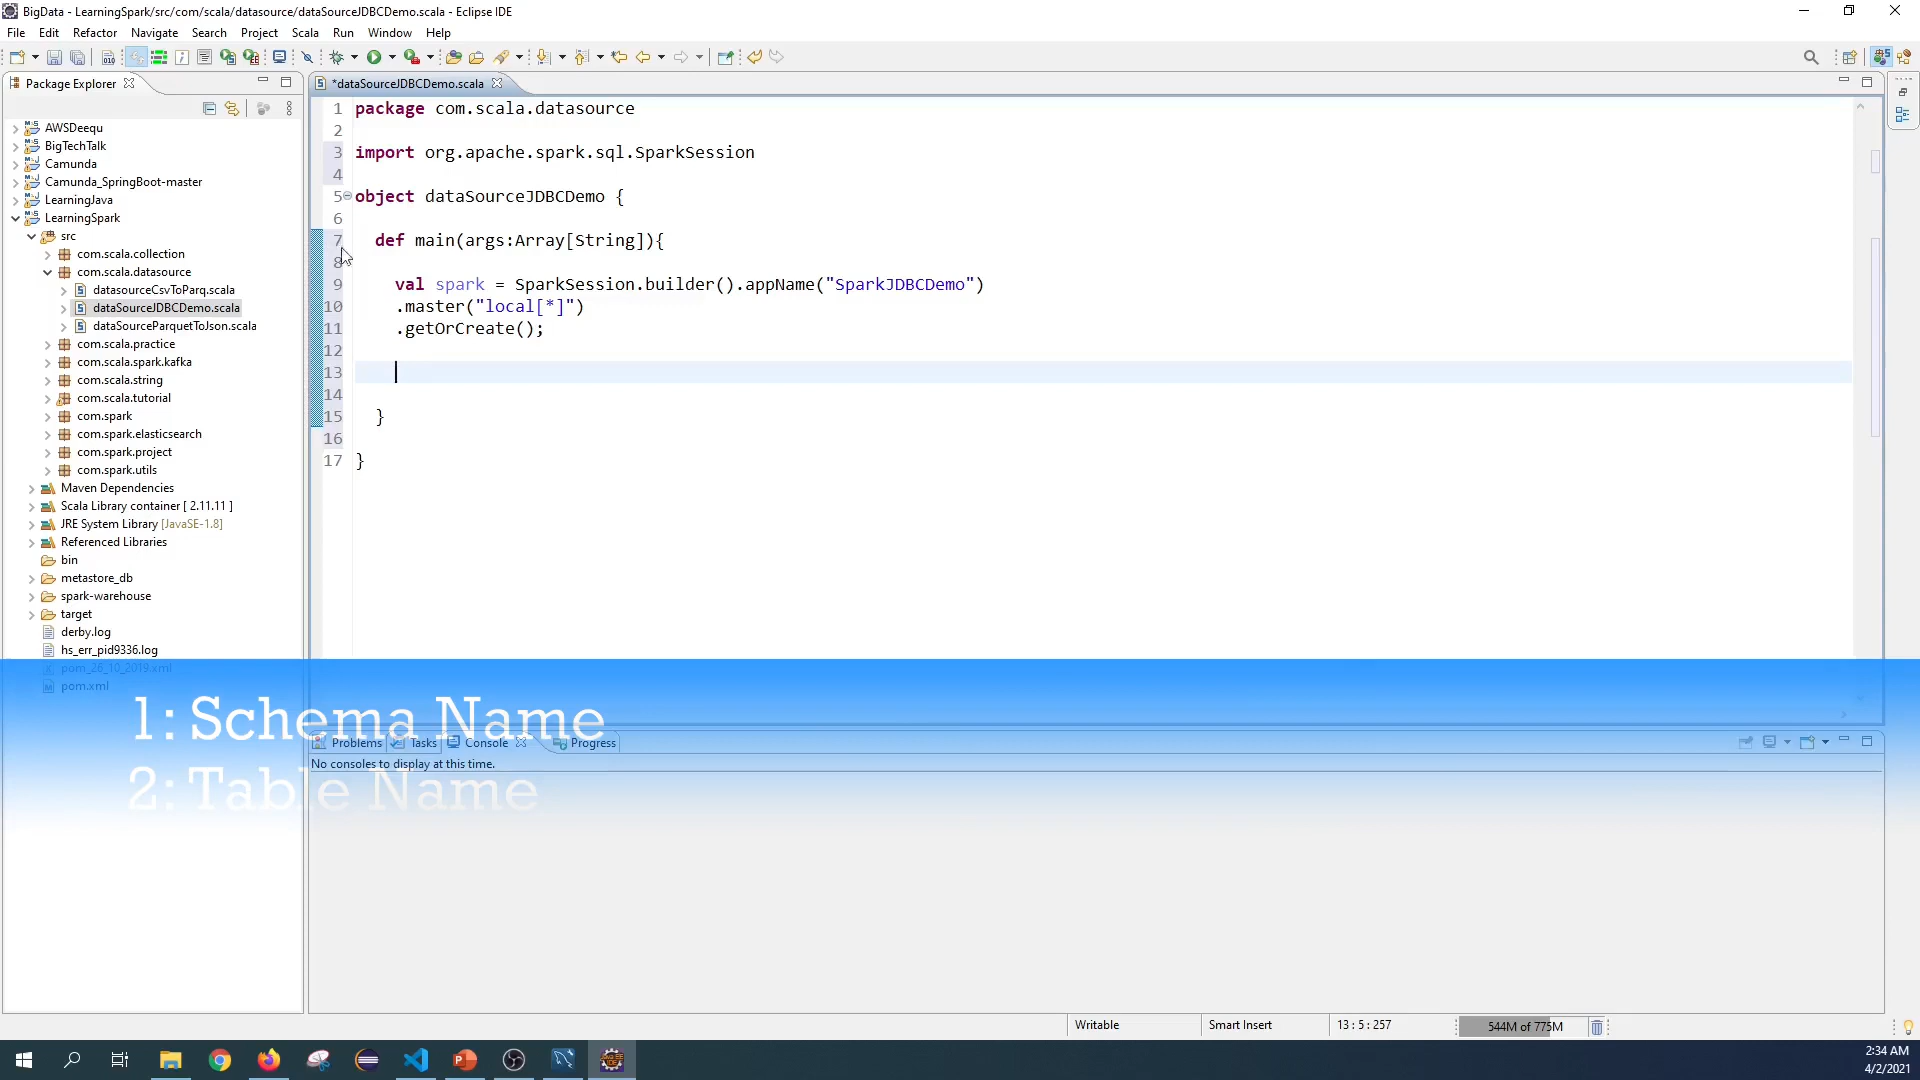 BigData - LearningSpark/src/com/scala/datasource/dataSourceJDBCDemo.scala - Eclipse IDE
File Edit Refactor Navigate Search Project Scala Run Window Help
Package Explorer
*dataSourceJDBCDemo.scala
AWSDeequ
BigTechTalk
Camunda
Camunda_SpringBoot-master
LearningJava
LearningSpark
src
com.scala.collection
com.scala.datasource
datasourceCsvToParq.scala
dataSourceJDBCDemo.scala
dataSourceParquetToJson.scala
com.scala.practice
com.scala.spark.kafka
com.scala.string
com.scala.tutorial
com.spark
com.spark.elasticsearch
com.spark.project
com.spark.utils
Maven Dependencies
Scala Library container [ 2.11.11 ]
JRE System Library [JavaSE-1.8]
Referenced Libraries
bin
metastore_db
spark-warehouse
target
derby.log
hs_err_pid9336.log
pom_26_10_2019.xml
pom.xml
1 package com.scala.datasource
2
3 import org.apache.spark.sql.SparkSession
4
5 object dataSourceJDBCDemo {
6
7 def main(args:Array[String]){
8
9 val spark = SparkSession.builder().appName("SparkJDBCDemo")
10 .master("local[*]")
11 .getOrCreate();
12
13
14
15 }
16
17 }
1: Schema Name
2: Table Name
Problems Tasks Console Progress
No consoles to display at this time.
Writable Smart Insert 13 : 5 : 257 544M of 775M
2:34 AM
4/2/2021